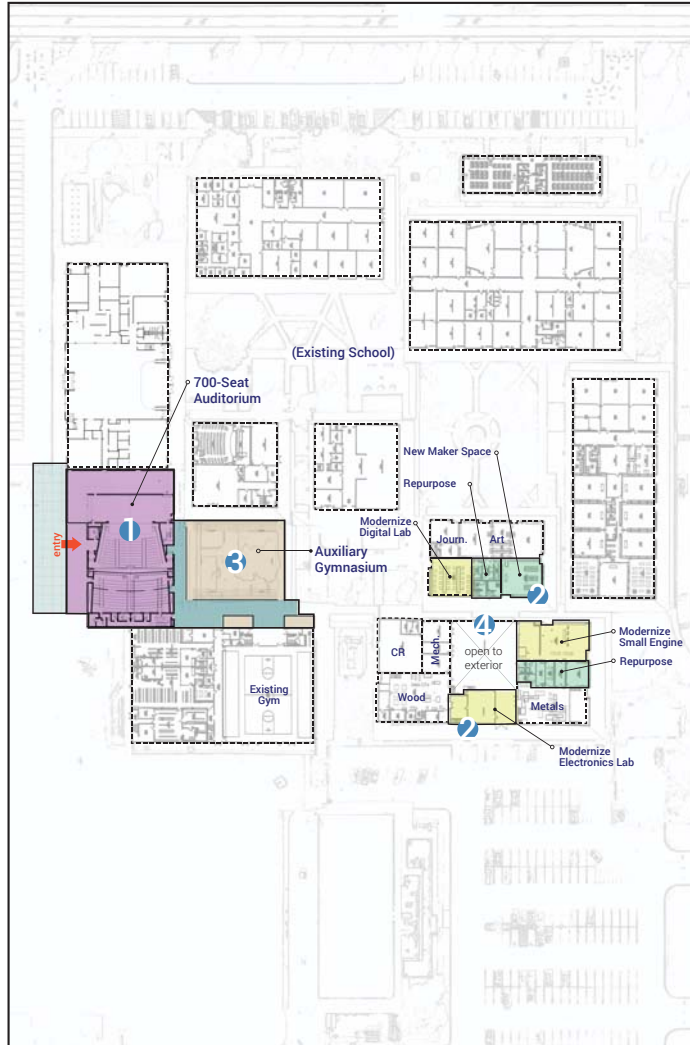 (Existing School)
700-Seat
Auditorium
New Maker Space
Repurpose
Modernize
Digital Lab
Journ.
Art
entry
1
3
Auxiliary
Gymnasium
2
4
open to
exterior
CR
Mech.
Modernize
Small Engine
Repurpose
Existing
Gym
Wood
Metals
2
Modernize
Electronics Lab